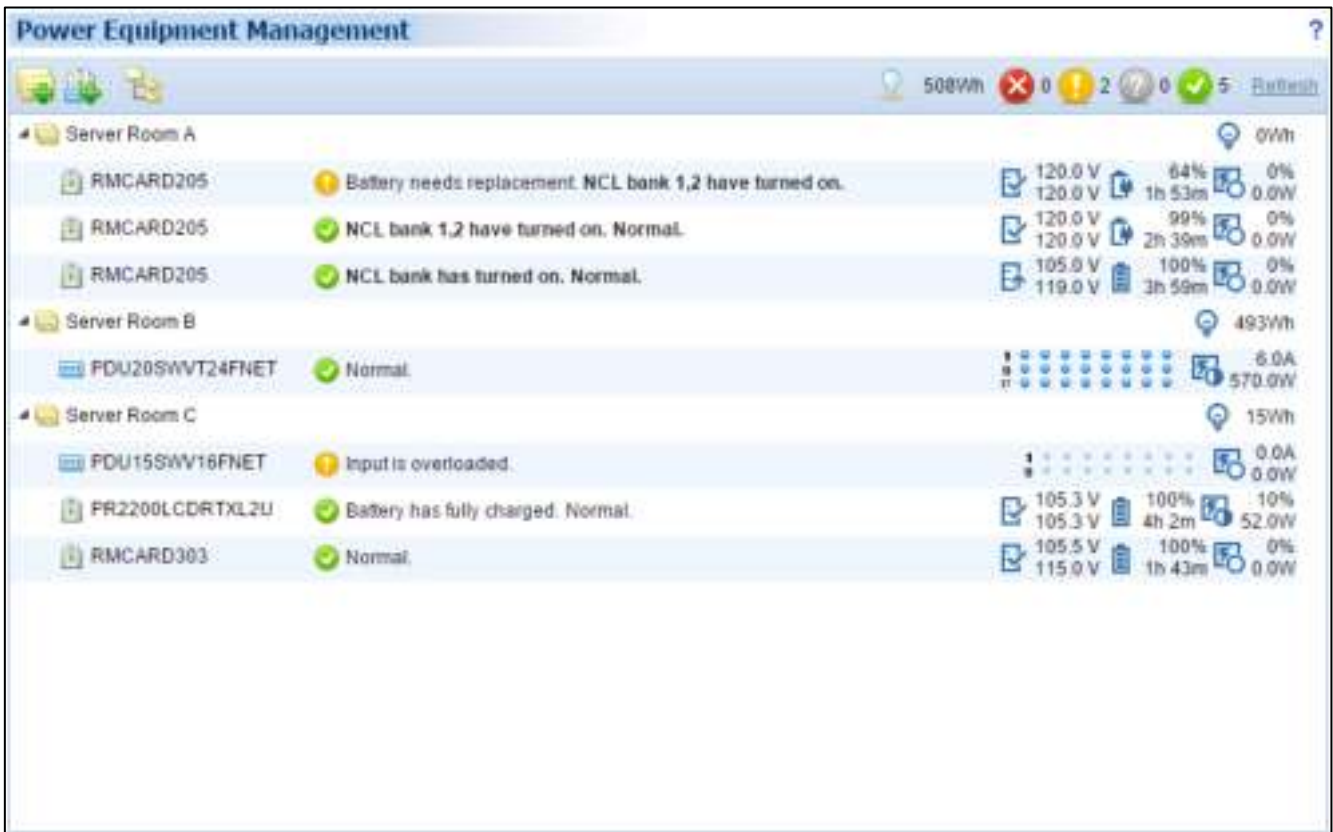 Power Equipment Management ?
508Wh 0 2 0 5 Refresh
Server Room A 0Wh
RMCARD205 Battery needs replacement. NCL bank 1,2 have turned on. 120.0 V 64% 0%
120.0 V 1h 53m 0.0W
RMCARD205 NCL bank 1,2 have turned on. Normal. 120.0 V 99% 0%
120.0 V 2h 39m 0.0W
RMCARD205 NCL bank has turned on. Normal. 105.0 V 100% 0%
119.0 V 3h 59m 0.0W
Server Room B 493Wh
PDU20SWVT24FNET Normal. 6.0A
570.0W
Server Room C 15Wh
PDU15SWV16FNET Input is overloaded. 0.0A
0.0W
PR2200LCDRTXL2U Battery has fully charged. Normal. 105.3 V 100% 10%
105.3 V 4h 2m 52.0W
RMCARD303 Normal. 105.5 V 100% 0%
115.0 V 1h 43m 0.0W